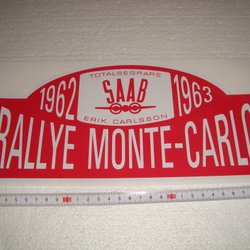 TOTALSEGRARE
1962 SAAB 1963
ERIK CARLSSON
RALLYE MONTE-CARLO